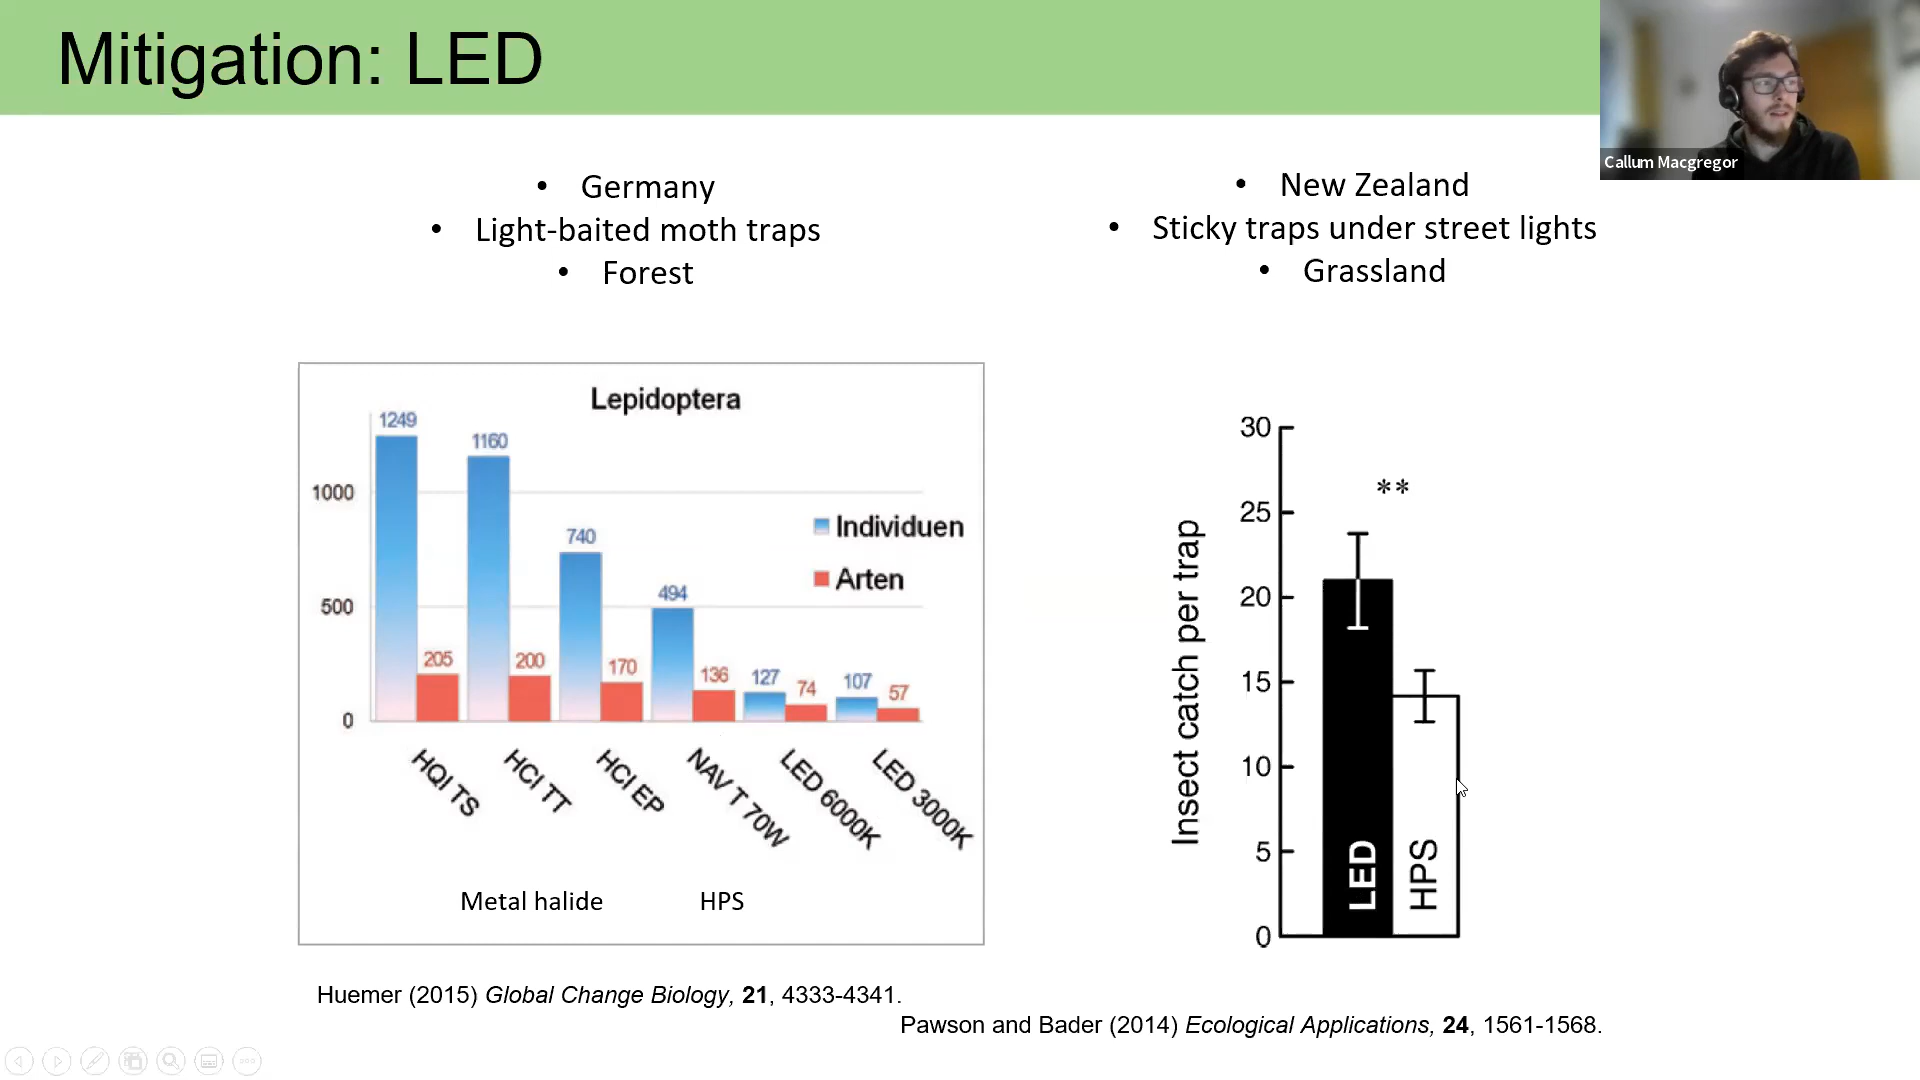 Mitigation: LED
Callum Macgregor
• Germany
• Light-baited moth traps
• Forest
• New Zealand
• Sticky traps under street lights
• Grassland
Lepidoptera
1249
1160
1000
740
Individuen
Arten
500
494
205
200
170
136
127
74
107
57
0
HQI TS
HCI TT
HCI EP
NAV T 70W
LED 6000K
LED 3000K
Metal halide
HPS
Insect catch per trap
30
25
20
15
10
5
0
**
LED
HPS
Huemer (2015) Global Change Biology, 21, 4333-4341.
Pawson and Bader (2014) Ecological Applications, 24, 1561-1568.